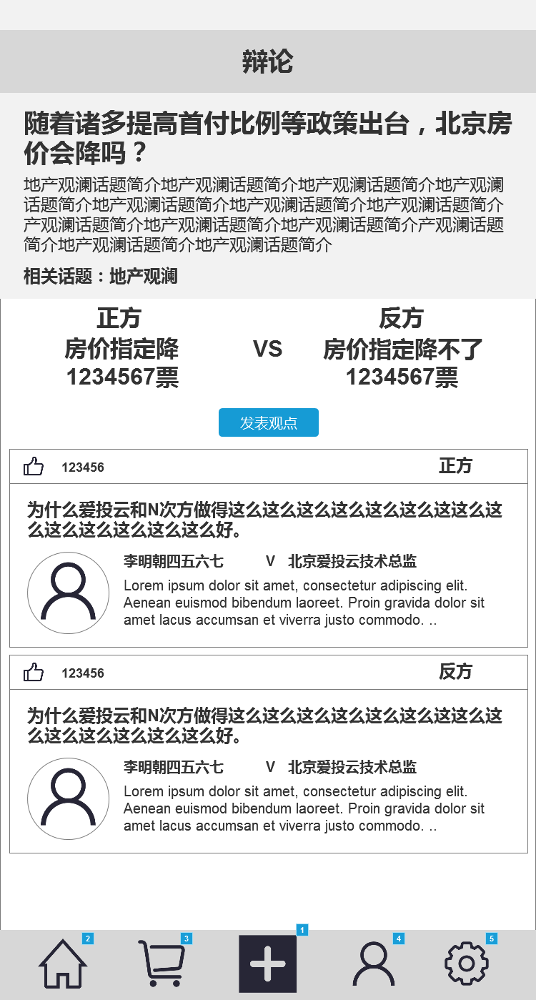 辩论
随着诸多提高首付比例等政策出台，北京房
价会降吗？
地产观澜话题简介地产观澜话题简介地产观澜话题简介地产观澜
话题简介地产观澜话题简介地产观澜话题简介地产观澜话题简介
产观澜话题简介地产观澜话题简介地产观澜话题简介产观澜话题
简介地产观澜话题简介地产观澜话题简介
相关话题：地产观澜
正方
反方
房价指定降
VS
房价指定降不了
1234567票
1234567票
发表观点
123456
正方
为什么爱投云和N次方做得这么这么这么这么这么这么这这么这
么这么这么这么这么这么好。
李明朝四五六七 V 北京爱投云技术总监
Lorem ipsum dolor sit amet, consectetur adipiscing elit.
Aenean euismod bibendum laoreet. Proin gravida dolor sit
amet lacus accumsan et viverra justo commodo. ..
123456
反方
为什么爱投云和N次方做得这么这么这么这么这么这么这这么这
么这么这么这么这么这么好。
李明朝四五六七 V 北京爱投云技术总监
Lorem ipsum dolor sit amet, consectetur adipiscing elit.
Aenean euismod bibendum laoreet. Proin gravida dolor sit
amet lacus accumsan et viverra justo commodo. ..
2
3
1
4
5